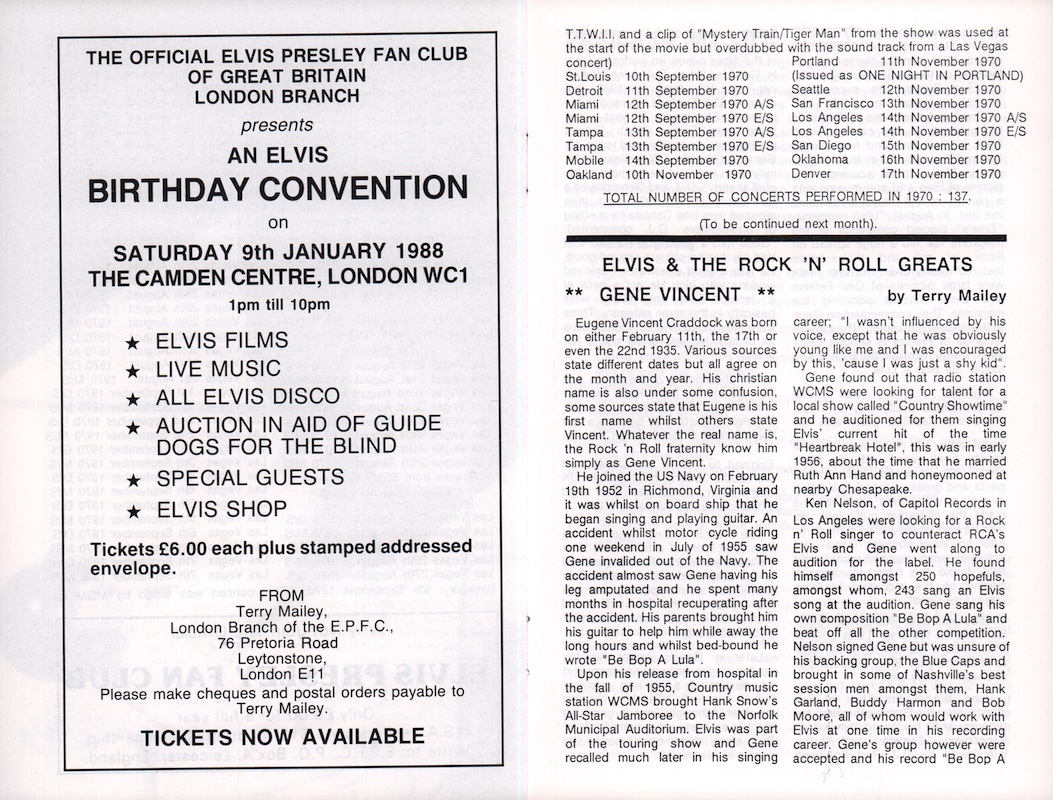 THE OFFICIAL ELVIS PRESLEY FAN CLUB
OF GREAT BRITAIN
LONDON BRANCH
presents
AN ELVIS
BIRTHDAY CONVENTION
on
SATURDAY 9th JANUARY 1988
THE CAMDEN CENTRE, LONDON WC1
1pm till 10pm
★ ELVIS FILMS
★ LIVE MUSIC
★ ALL ELVIS DISCO
★ AUCTION IN AID OF GUIDE
DOGS FOR THE BLIND
★ SPECIAL GUESTS
★ ELVIS SHOP
Tickets £6.00 each plus stamped addressed
envelope.
FROM
Terry Mailey,
London Branch of the E.P.F.C.,
76 Pretoria Road
Leytonstone,
London E11
Please make cheques and postal orders payable to
Terry Mailey.
TICKETS NOW AVAILABLE
T.T.W.I.I. and a clip of "Mystery Train/Tiger Man" from the show was used at
the start of the movie but overdubbed with the sound track from a Las Vegas
concert)
St.Louis 10th September 1970
Detroit 11th September 1970
Miami 12th September 1970 A/S
Miami 12th September 1970 E/S
Tampa 13th September 1970 A/S
Tampa 13th September 1970 E/S
Mobile 14th September 1970
Oakland 10th November 1970
Portland 11th November 1970
(Issued as ONE NIGHT IN PORTLAND)
Seattle 12th November 1970
San Francisco 13th November 1970
Los Angeles 14th November 1970 A/S
Los Angeles 14th November 1970 E/S
San Diego 15th November 1970
Oklahoma 16th November 1970
Denver 17th November 1970
TOTAL NUMBER OF CONCERTS PERFORMED IN 1970 : 137.
(To be continued next month).
ELVIS & THE ROCK 'N' ROLL GREATS
** GENE VINCENT ** by Terry Mailey
Eugene Vincent Craddock was born
on either February 11th, the 17th or
even the 22nd 1935. Various sources
state different dates but all agree on
the month and year. His christian
name is also under some confusion,
some sources state that Eugene is his
first name whilst others state
Vincent. Whatever the real name is,
the Rock 'n Roll fraternity know him
simply as Gene Vincent.
He joined the US Navy on February
19th 1952 in Richmond, Virginia and
it was whilst on board ship that he
began singing and playing guitar. An
accident whilst motor cycle riding
one weekend in July of 1955 saw
Gene invalided out of the Navy. The
accident almost saw Gene having his
leg amputated and he spent many
months in hospital recuperating after
the accident. His parents brought him
his guitar to help him while away the
long hours and whilst bed-bound he
wrote "Be Bop A Lula".
Upon his release from hospital in
the fall of 1955, Country music
station WCMS brought Hank Snow's
All-Star Jamboree to the Norfolk
Municipal Auditorium. Elvis was part
of the touring show and Gene
recalled much later in his singing
career; "I wasn't influenced by his
voice, except that he was obviously
young like me and I was encouraged
by this, 'cause I was just a shy kid".
Gene found out that radio station
WCMS were looking for talent for a
local show called "Country Showtime"
and he auditioned for them singing
Elvis' current hit of the time
"Heartbreak Hotel", this was in early
1956, about the time that he married
Ruth Ann Hand and honeymooned at
nearby Chesapeake.
Ken Nelson, of Capitol Records in
Los Angeles were looking for a Rock
n' Roll singer to counteract RCA's
Elvis and Gene went along to
audition for the label. He found
himself amongst 250 hopefuls,
amongst whom, 243 sang an Elvis
song at the audition. Gene sang his
own composition "Be Bop A Lula" and
beat off all the other competition.
Nelson signed Gene but was unsure of
his backing group, the Blue Caps and
brought in some of Nashville's best
session men amongst them, Hank
Garland, Buddy Harmon and Bob
Moore, all of whom would work with
Elvis at one time in his recording
career. Gene's group however were
accepted and his record "Be Bop A